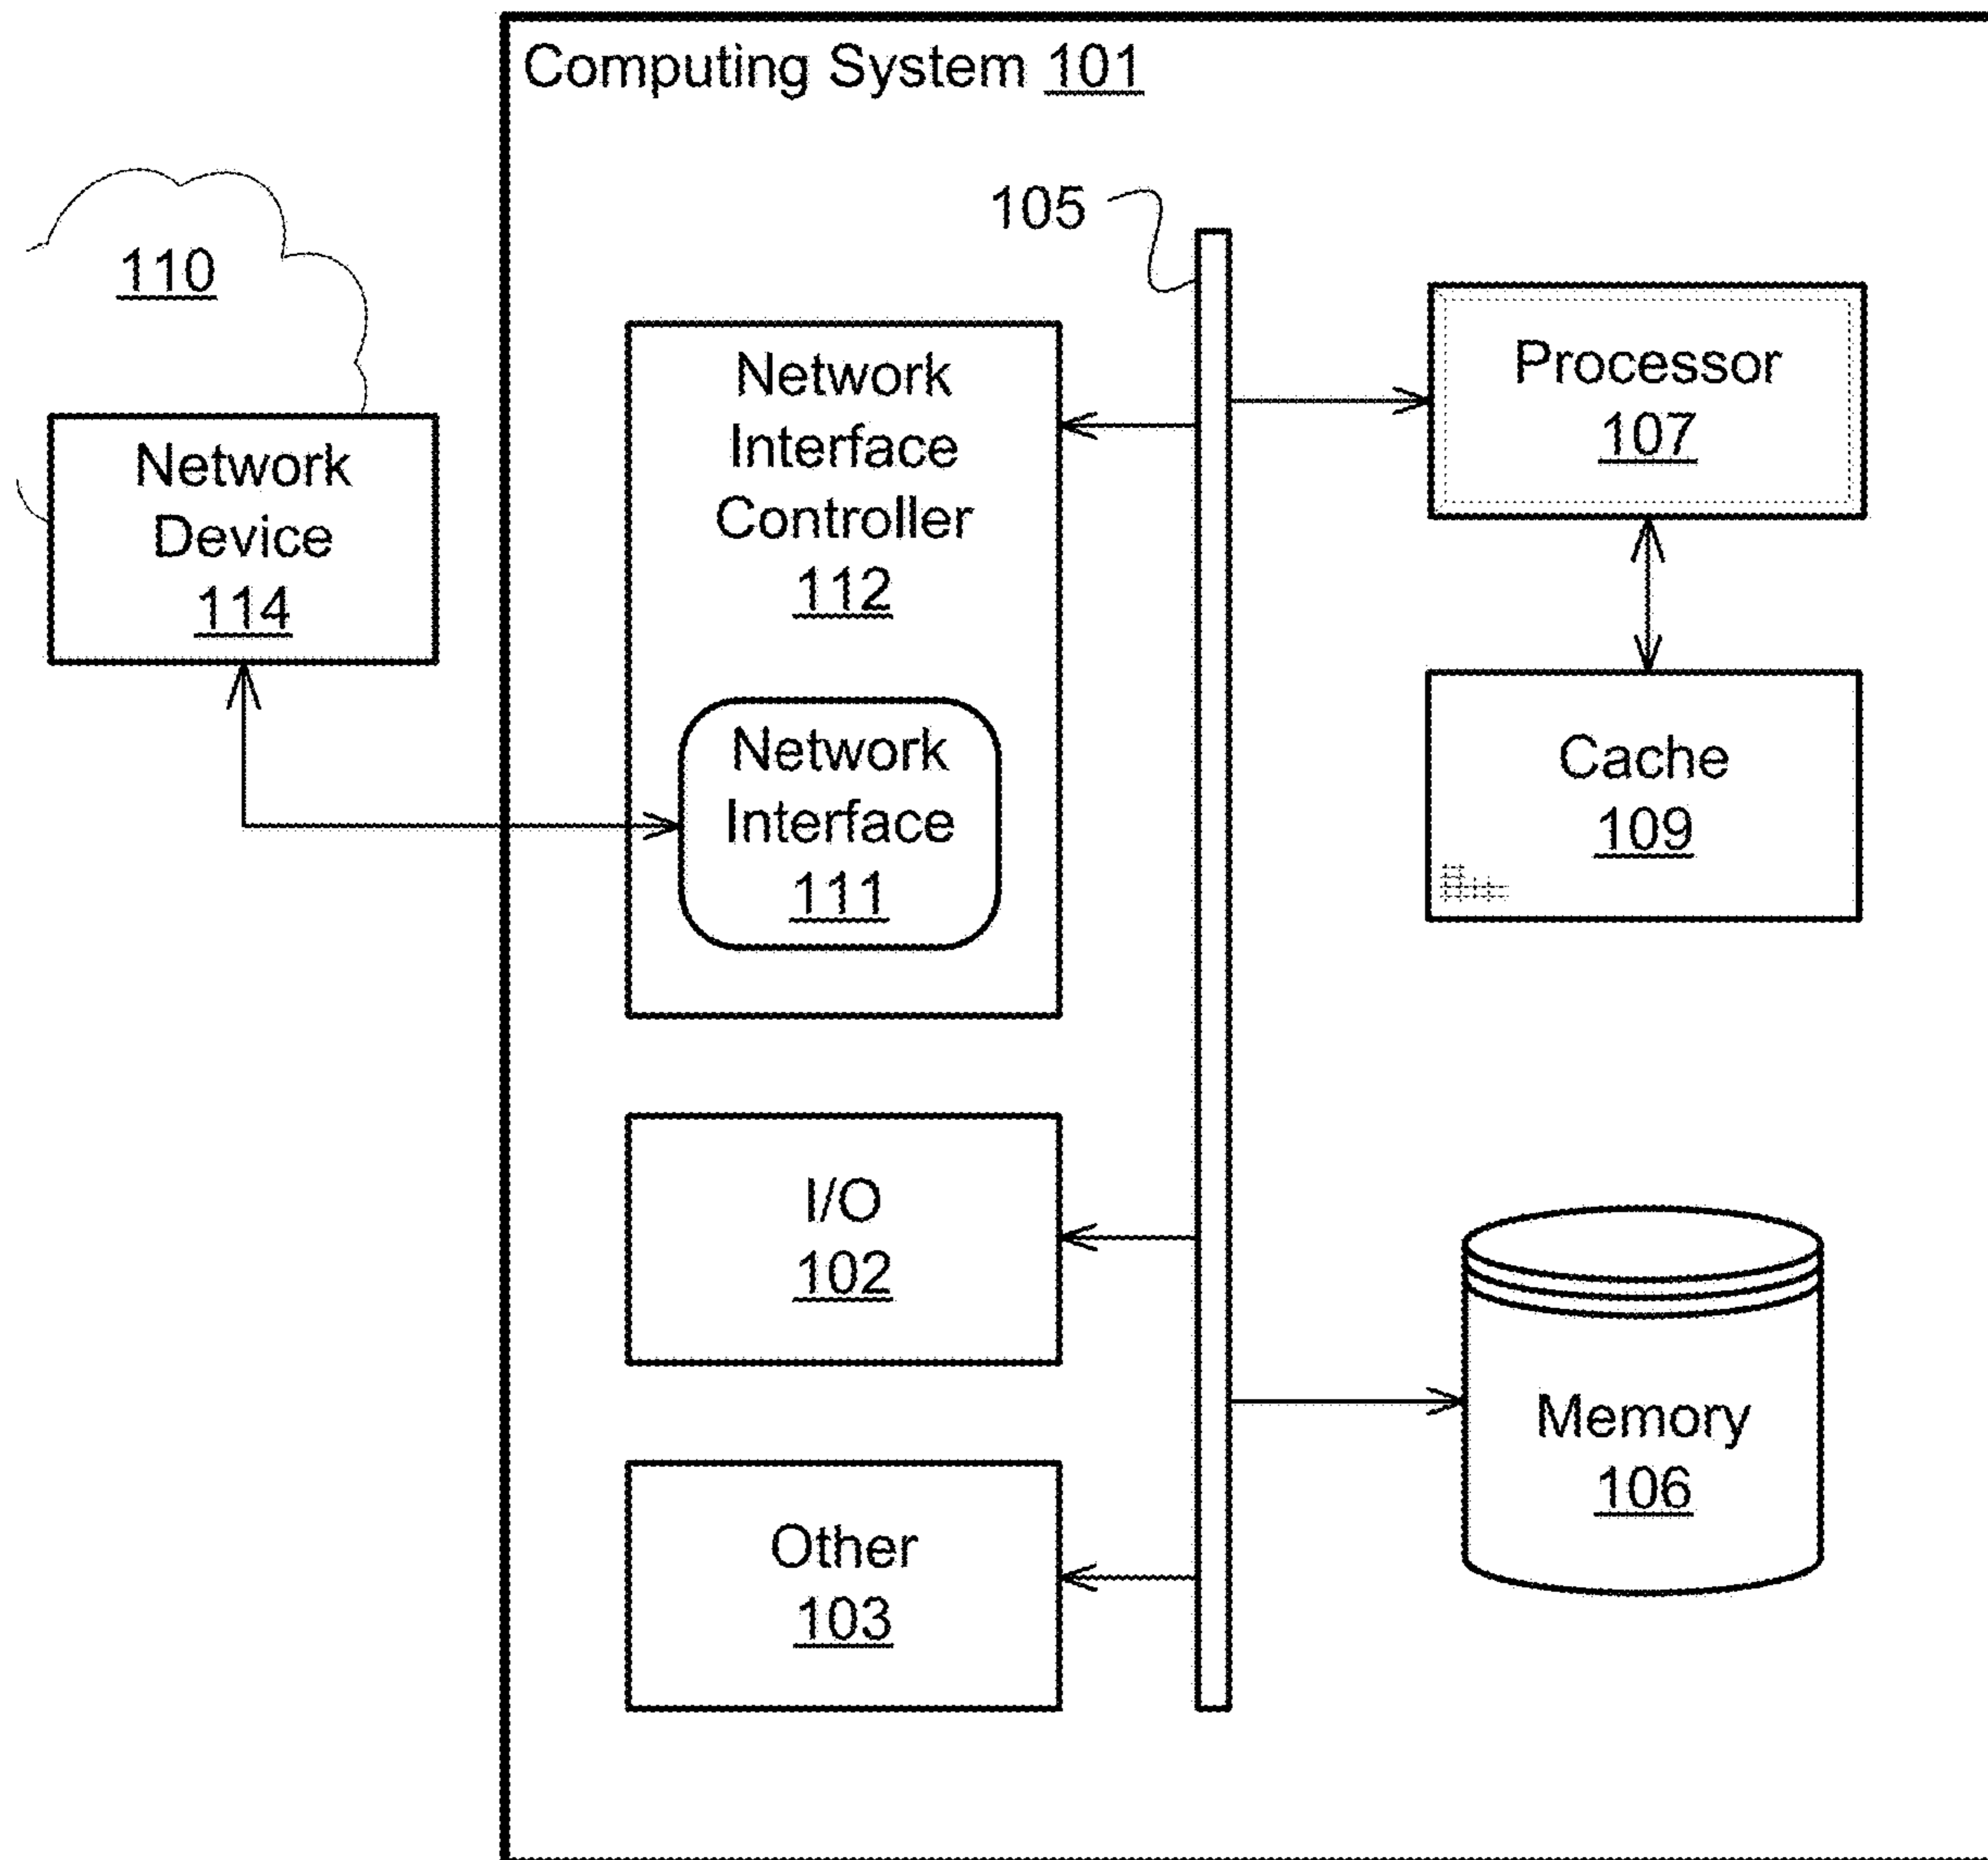 Computing System 101
105
110
Network
Interface
Controller
112
Processor
107
Network
Device
114
Network
Interface
111
Cache
109
I/O
102
Memory
106
Other
103